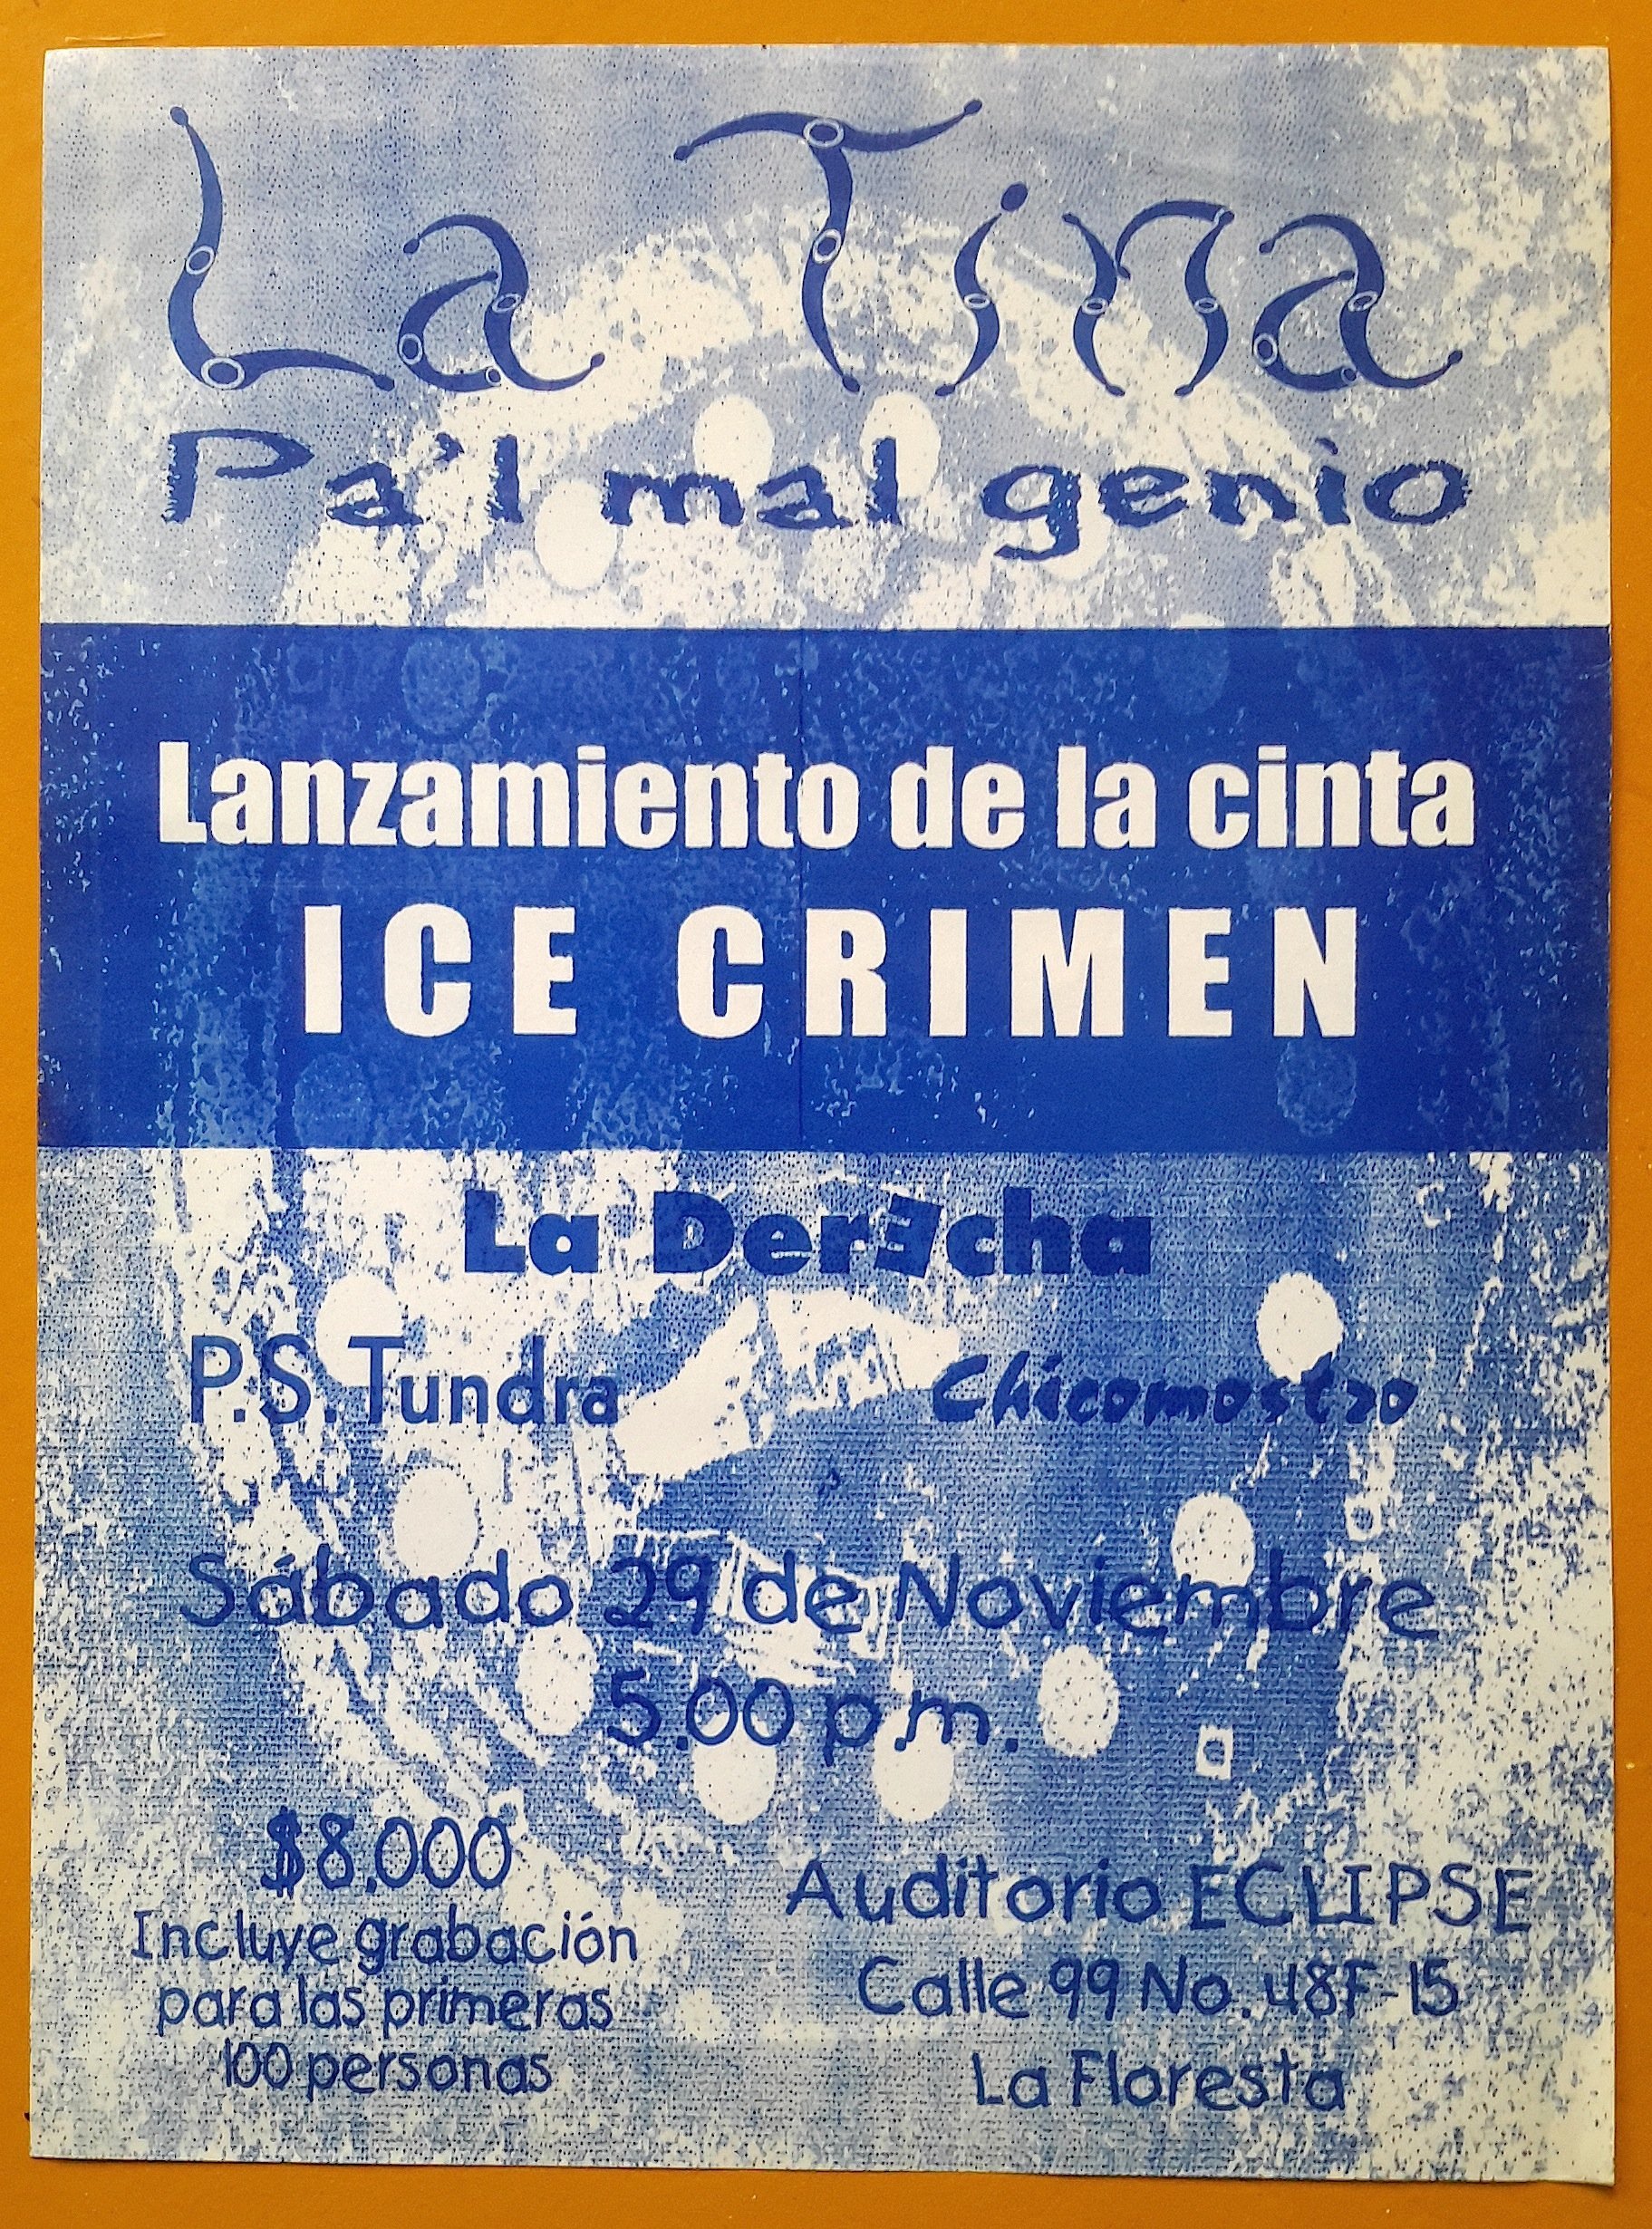 La Tina
Pa'l mal genio
Lanzamiento de la cinta
ICE CRIMEN
La DerEcha
P.S. Tundra
Chicomostro
Sábado 29 de Noviembre
5.00 p.m.
$8.000
Incluye grabación
para las primeras
100 personas
Auditorio ECLIPSE
Calle 99 No. 48F-15
La Floresta